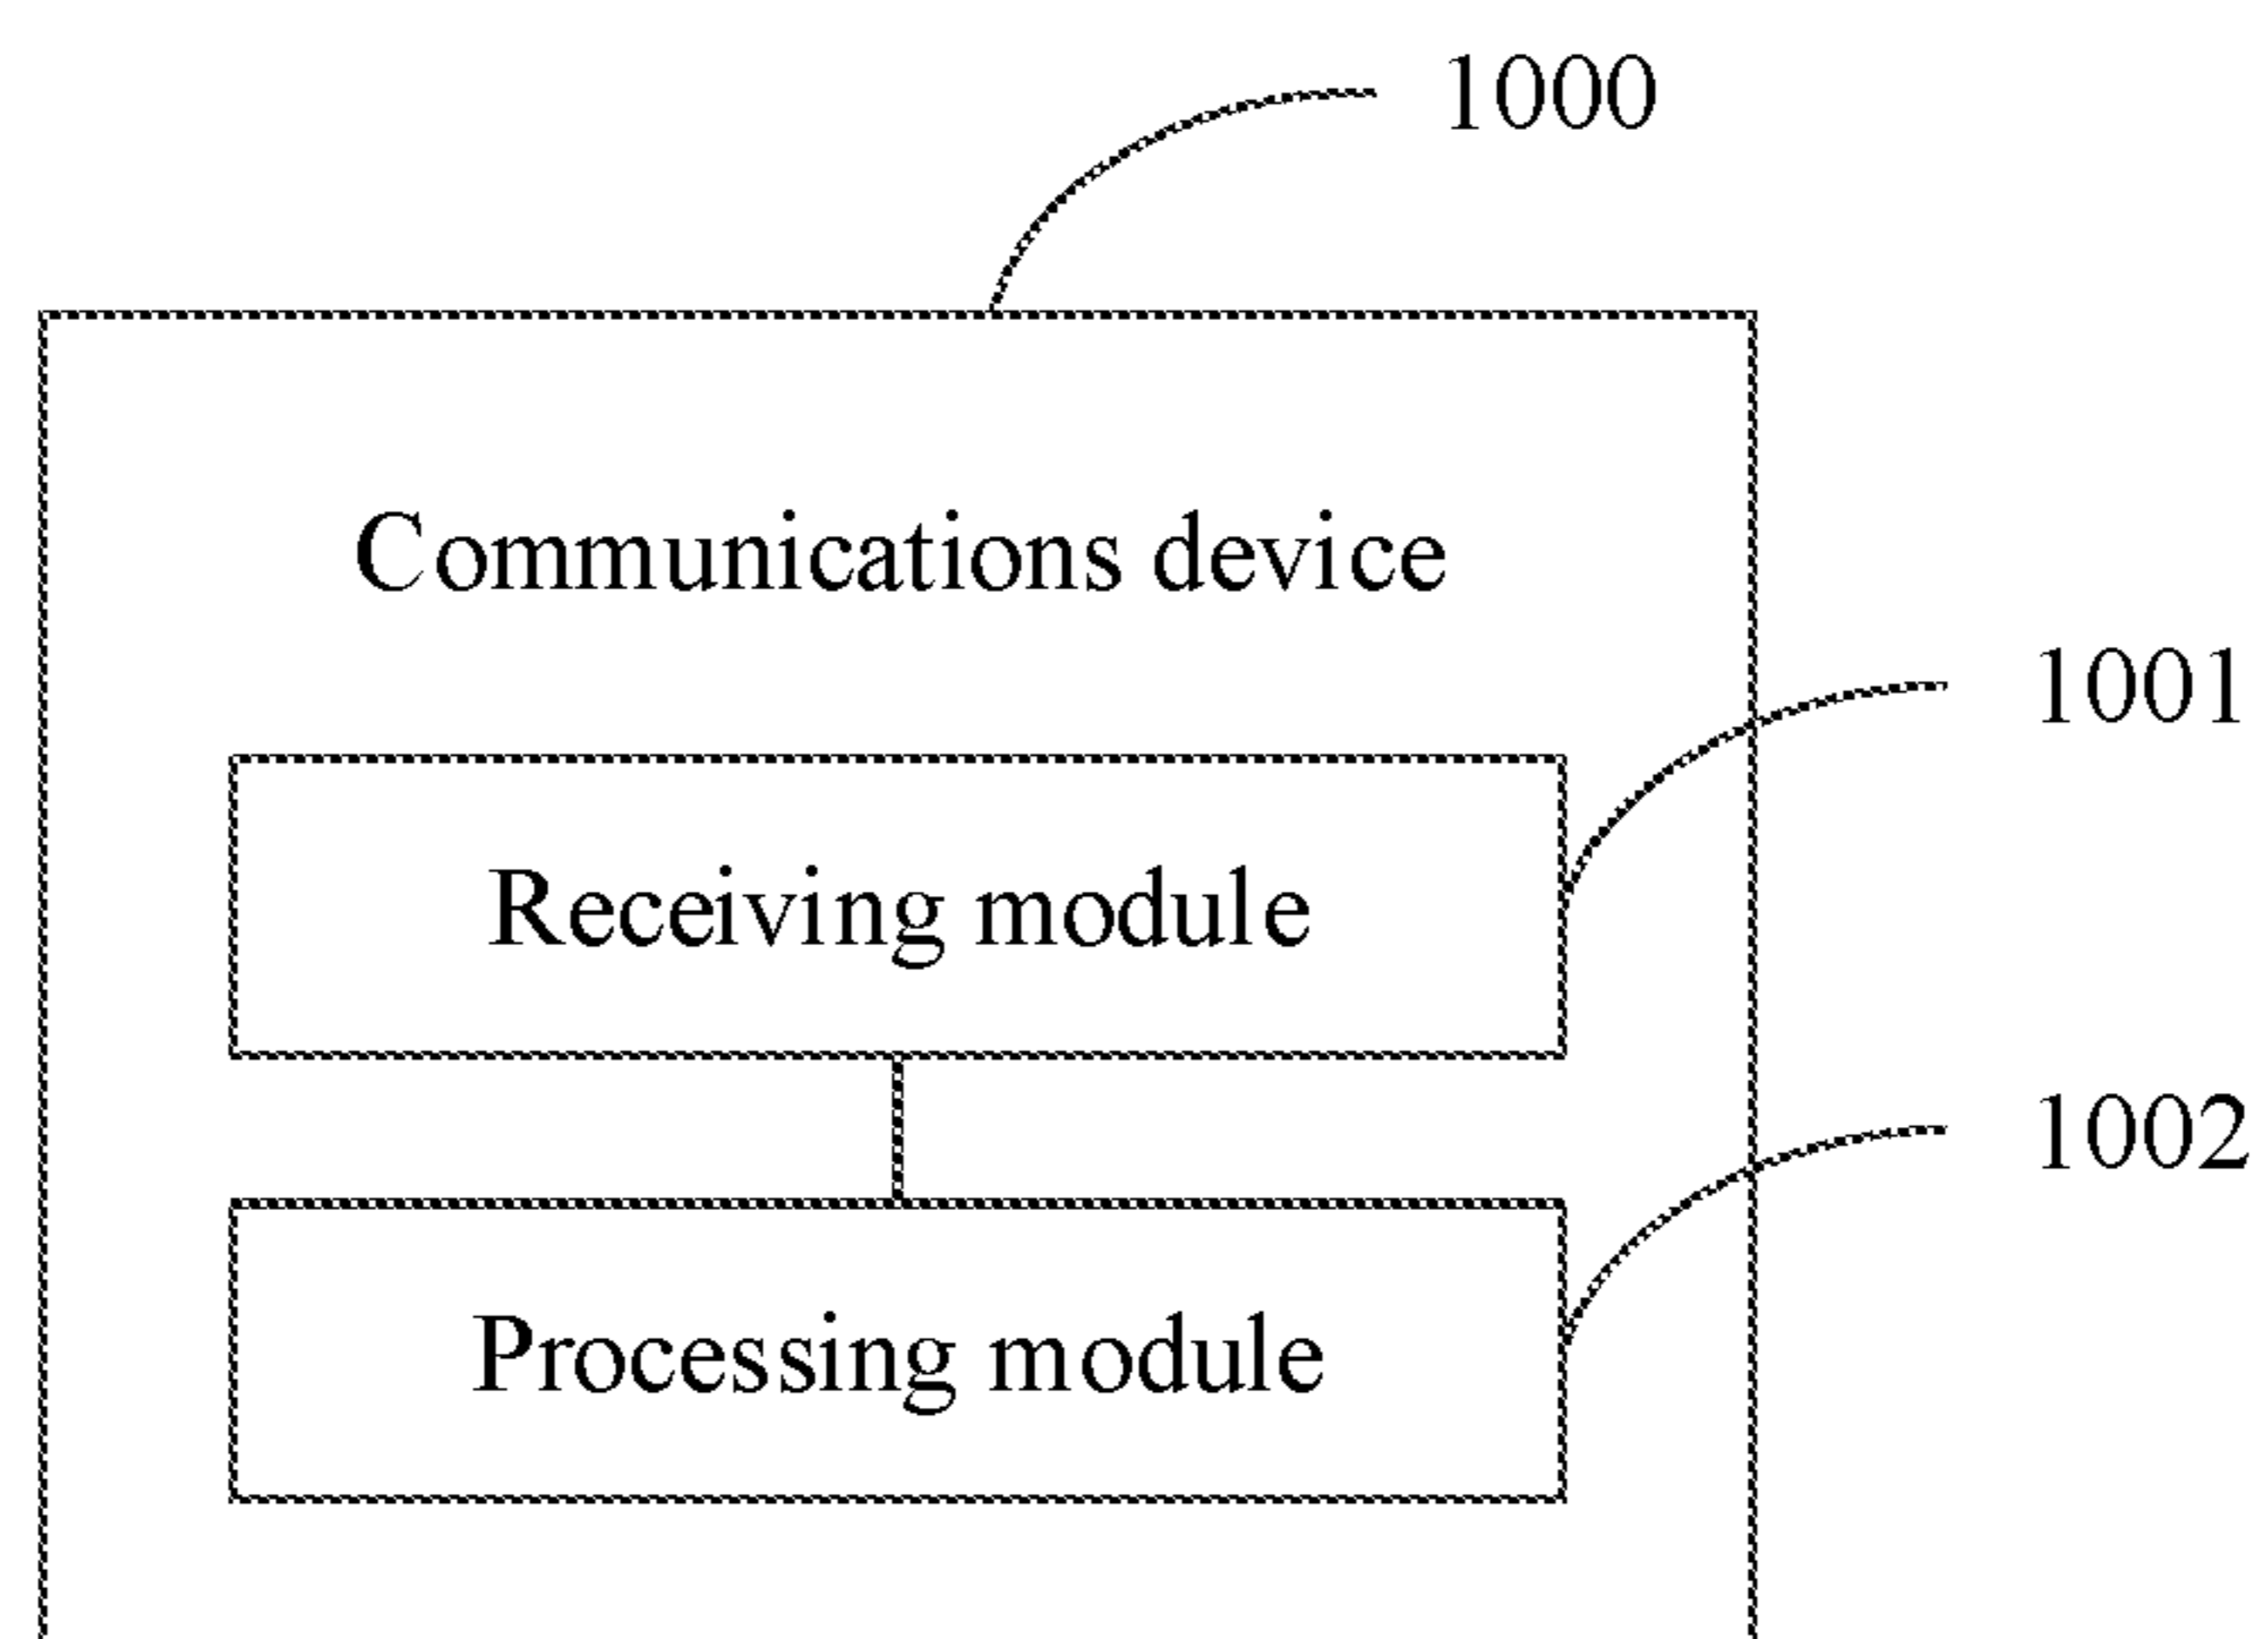 1000
Communications device
1001
Receiving module
1002
Processing module